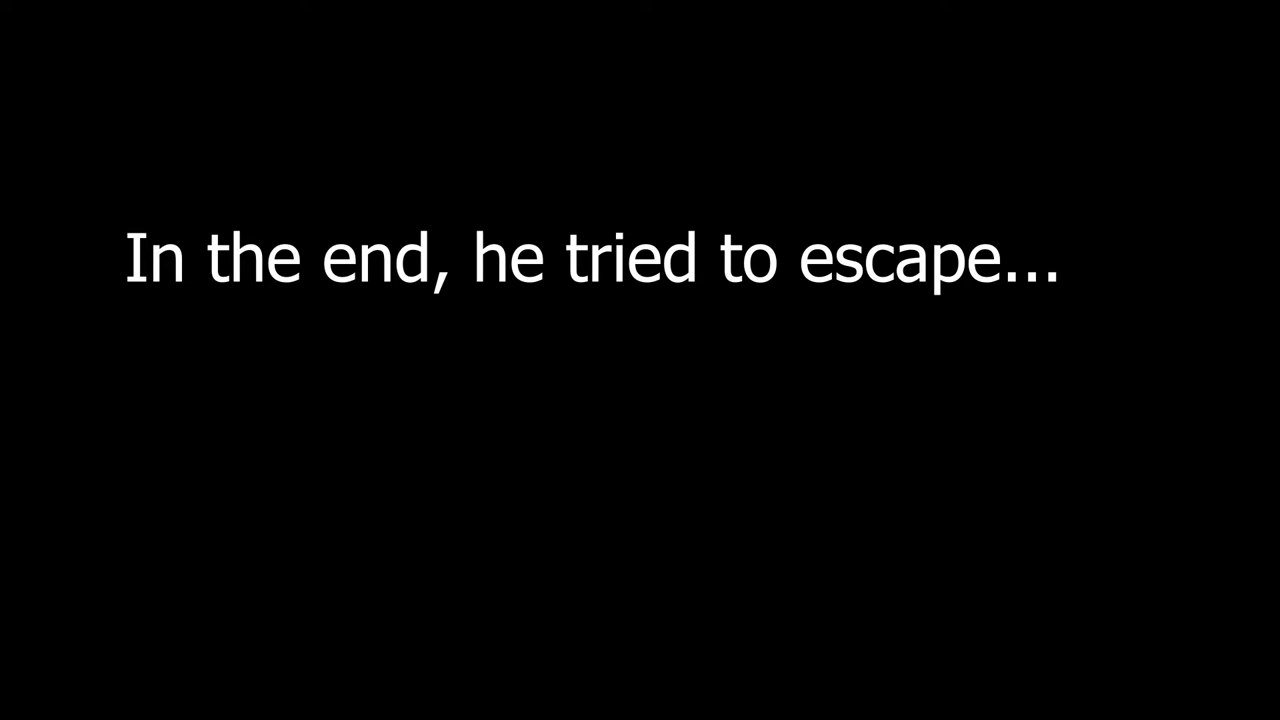 In the end, he tried to escape...